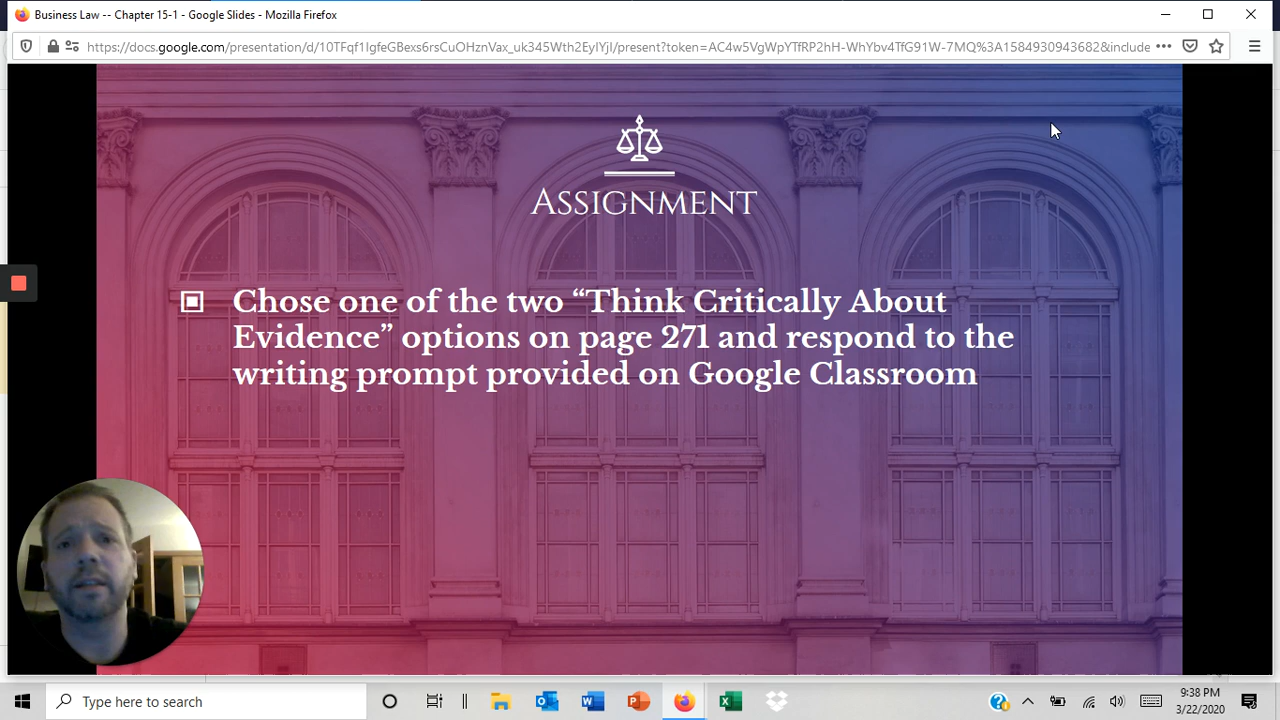 Business Law -- Chapter 15-1 - Google Slides - Mozilla Firefox
https://docs.google.com/presentation/d/10TFqf1IgfeGBexs6rsCuOHznVax_uk343PVth2EyIYjI/present?token=AC4w5VgWpYTfRPZhH-WhYbv4TfG91W-7MQ%3A1584930943682&include
ASSIGNMENT
Chose one of the two “Think Critically About
Evidence” options on page 271 and respond to the
writing prompt provided on Google Classroom
Type here to search
9:38 PM
3/22/2020